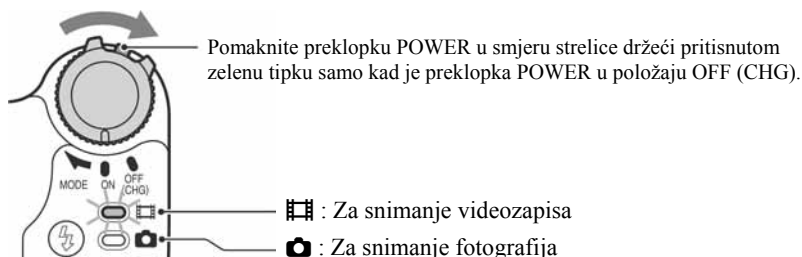 Pomaknite preklopku POWER u smjeru strelice držeći pritisnutom
zelenu tipku samo kad je preklopka POWER u položaju OFF (CHG).
MODE ON OFF
(CHG)
: Za snimanje videozapisa
: Za snimanje fotografija